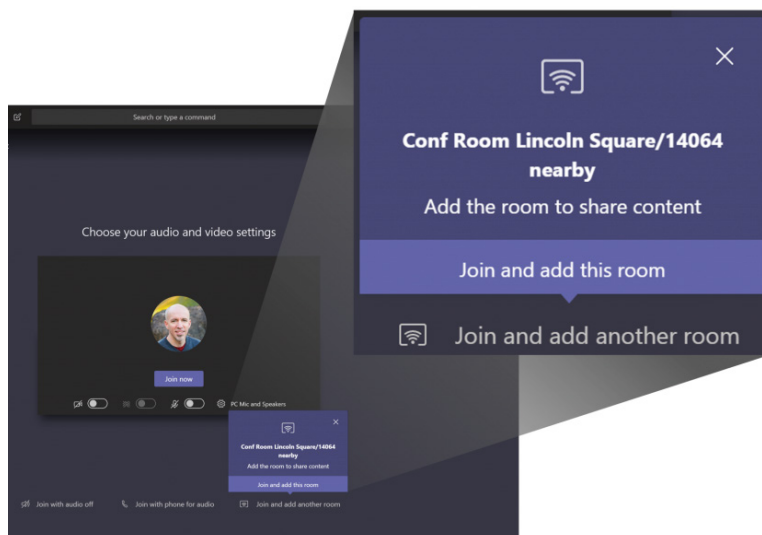 Search or type a command
Choose your audio and video settings
Join now
PC Mic and Speakers
Conf Room Lincoln Square/14064
nearby
Add the room to share content
Join and add this room
Join with audio off
Join with phone for audio
Join and add another room
Conf Room Lincoln Square/14064
nearby
Add the room to share content
Join and add this room
Join and add another room